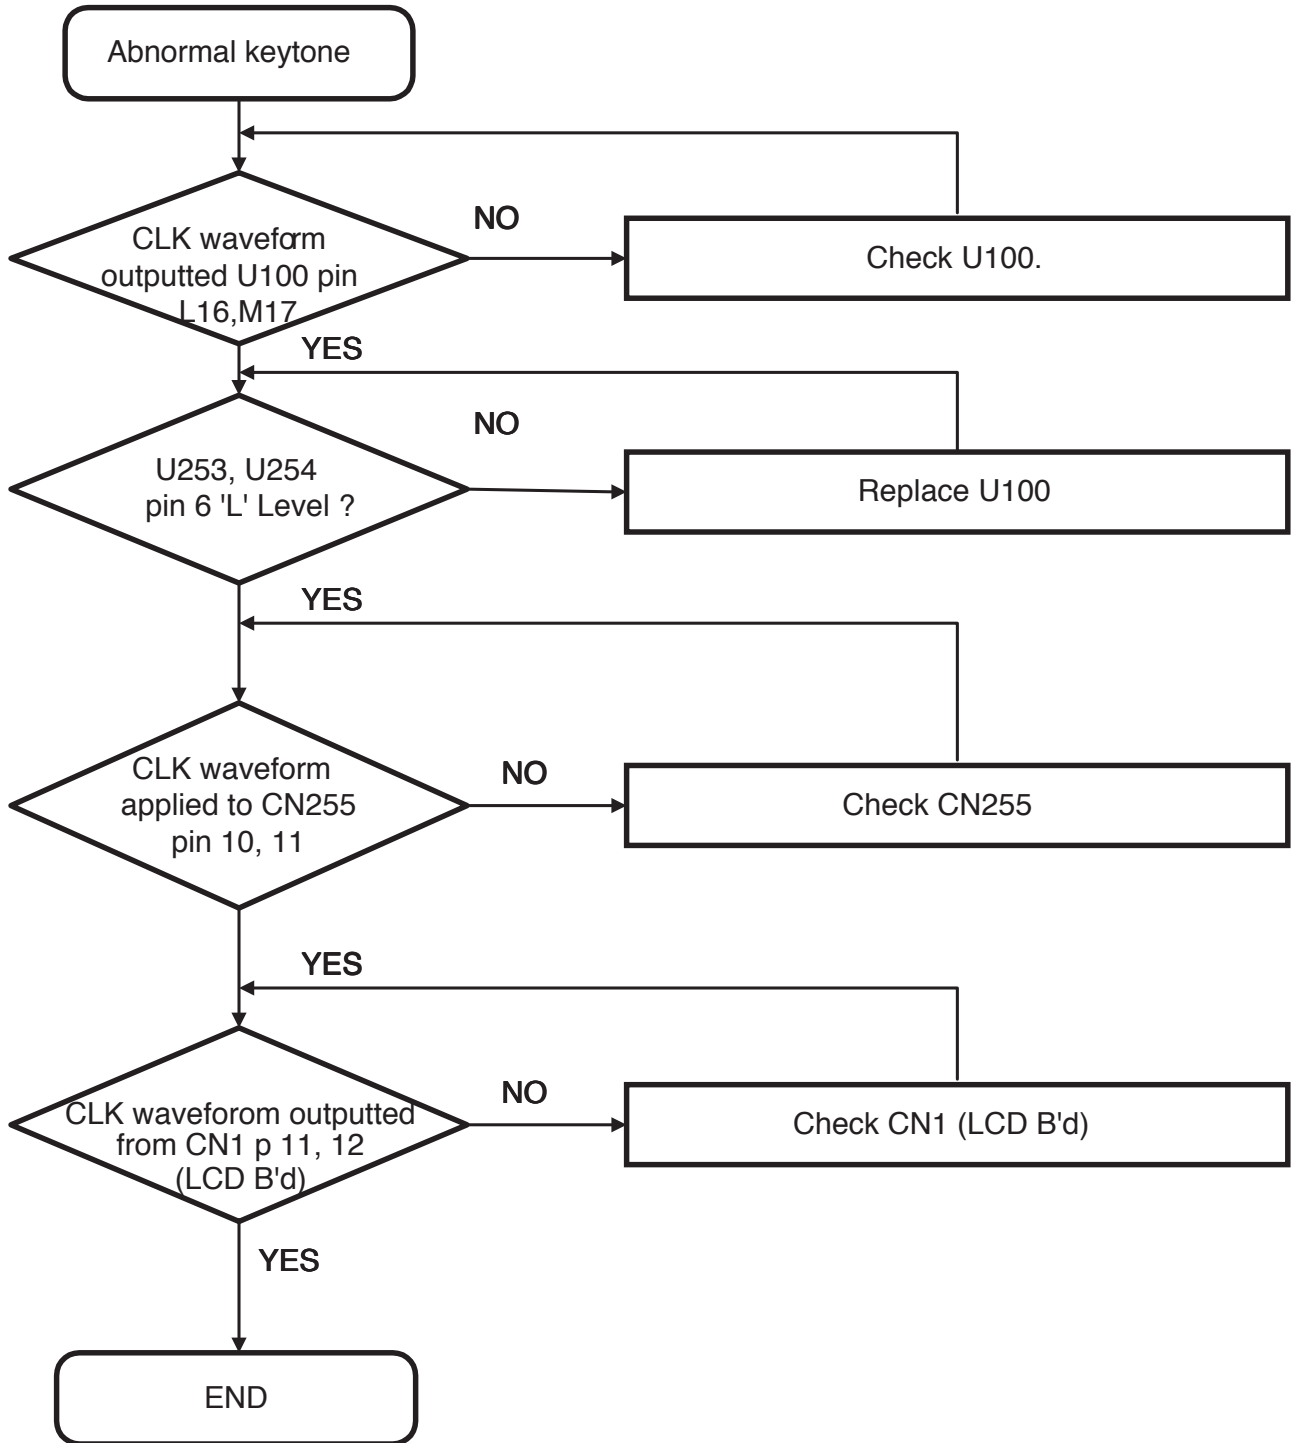 Abnormal keytone
CLK waveform
outputted U100 pin
L16,M17
NO
Check U100.
YES
U253, U254
pin 6 'L' Level ?
NO
Replace U100
YES
CLK waveform
applied to CN255
pin 10, 11
NO
Check CN255
YES
CLK waveforom outputted
from CN1 p 11, 12
(LCD B'd)
NO
Check CN1 (LCD B'd)
YES
END